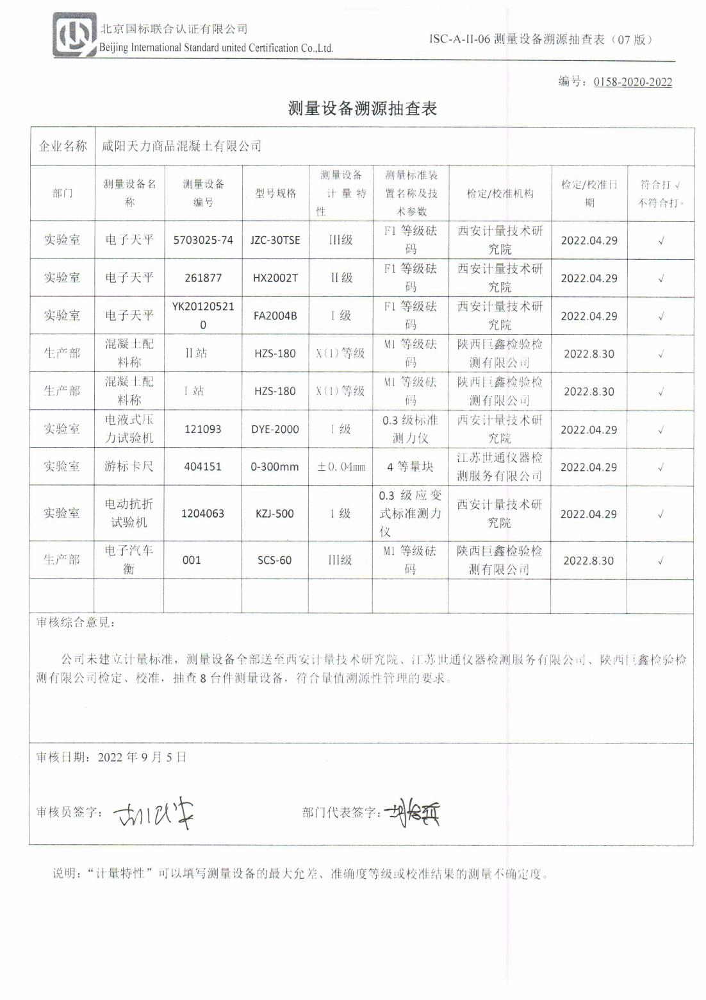 北京国标联合认证有限公司
Beijing International Standard united Certification Co.,Ltd.
ISC-A-II-06 测量设备溯源抽查表（07 版）
编号：0158-2020-2022
测量设备溯源抽查表
企业名称 咸阳天力商品混凝土有限公司
部门 测量设备名称 测量设备编号 型号规格 测量设备计量特性 测量标准装置名称及技术参数 检定/校准机构 检定/校准日期 符合打√不符合打×
实验室 电子天平 5703025-74 JZC-30TSE III级 F1 等级砝码 西安计量技术研究院 2022.04.29 √
实验室 电子天平 261877 HX2002T II级 F1 等级砝码 西安计量技术研究院 2022.04.29 √
实验室 电子天平 YK201205210 FA2004B I 级 F1 等级砝码 西安计量技术研究院 2022.04.29 √
生产部 混凝土配料称 II站 HZS-180 X(1)等级 M1 等级砝码 陕西巨鑫检验检测有限公司 2022.8.30 √
生产部 混凝土配料称 I 站 HZS-180 X(1)等级 M1 等级砝码 陕西巨鑫检验检测有限公司 2022.8.30 √
实验室 电液式压力试验机 121093 DYE-2000 I 级 0.3 级标准测力仪 西安计量技术研究院 2022.04.29 √
实验室 游标卡尺 404151 0-300mm ±0.04mm 4 等量块 江苏世通仪器检测服务有限公司 2022.04.29 √
实验室 电动抗折试验机 1204063 KZJ-500 1 级 0.3 级应变式标准测力仪 西安计量技术研究院 2022.04.29 √
生产部 电子汽车衡 001 SCS-60 III级 M1 等级砝码 陕西巨鑫检验检测有限公司 2022.8.30 √
审核综合意见：
公司未建立计量标准，测量设备全部送至西安计量技术研究院、江苏世通仪器检测服务有限公司、陕西巨鑫检验检
测有限公司检定、校准，抽查 8 台件测量设备，符合量值溯源性管理的要求。
审核日期：2022 年 9 月 5 日
审核员签字： 部门代表签字：
说明：“计量特性”可以填写测量设备的最大允差、准确度等级或校准结果的测量不确定度。